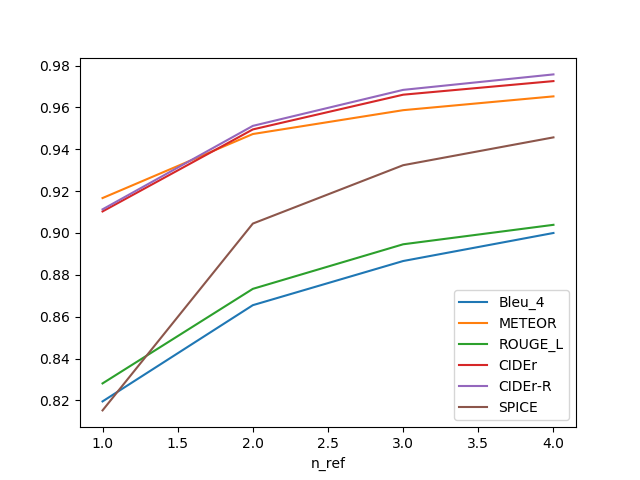 0.98
0.96
0.94
0.92
0.90
0.88
0.86
0.84
0.82
1.0 1.5 2.0 2.5 3.0 3.5 4.0
n_ref
Bleu_4
METEOR
ROUGE_L
CIDEr
CIDEr-R
SPICE